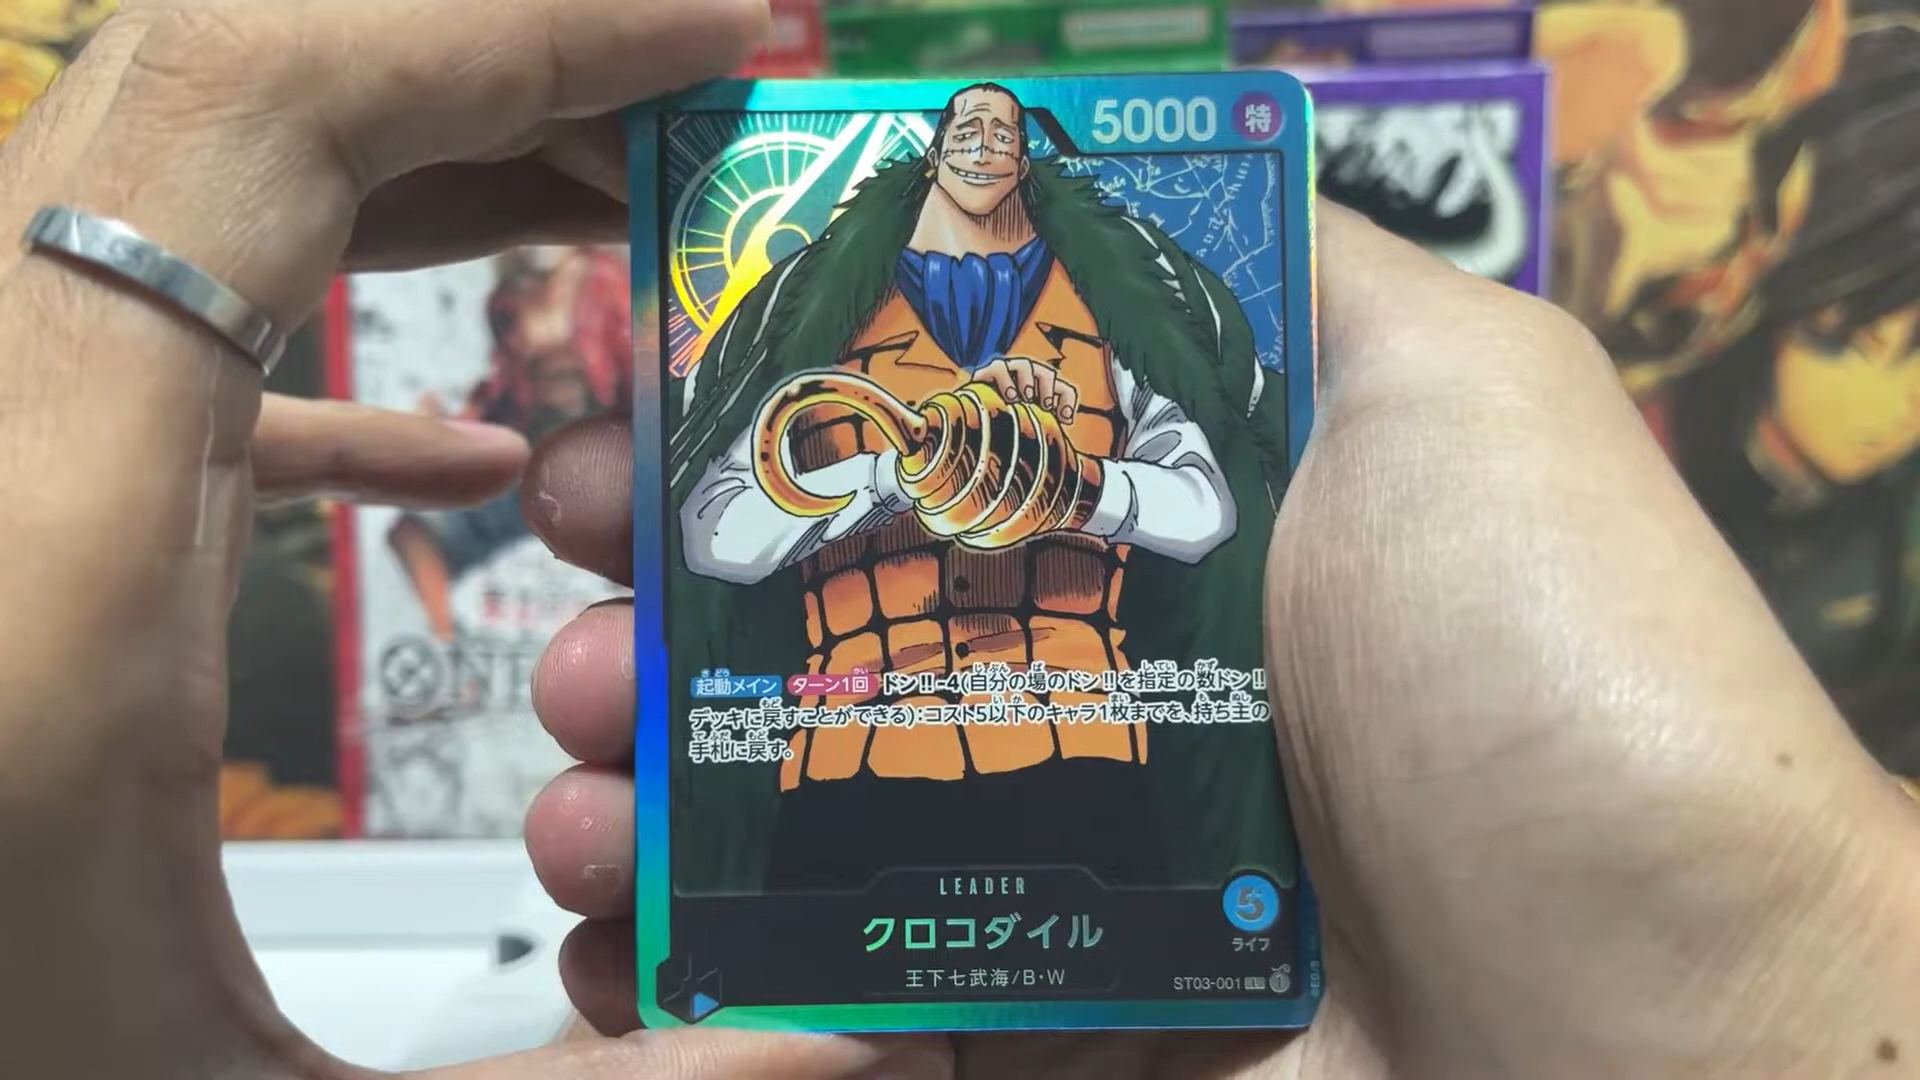 5000 特
起動メイン ターン1回 ドン!!-4(自分の場のドン!!を指定の数ドン!!
デッキに戻すことができる):コスト5以下のキャラ1枚までを、持ち主の
手札に戻す。
LEADER
クロコダイル
5
ライフ
王下七武海/B・W
ST03-001 L 1